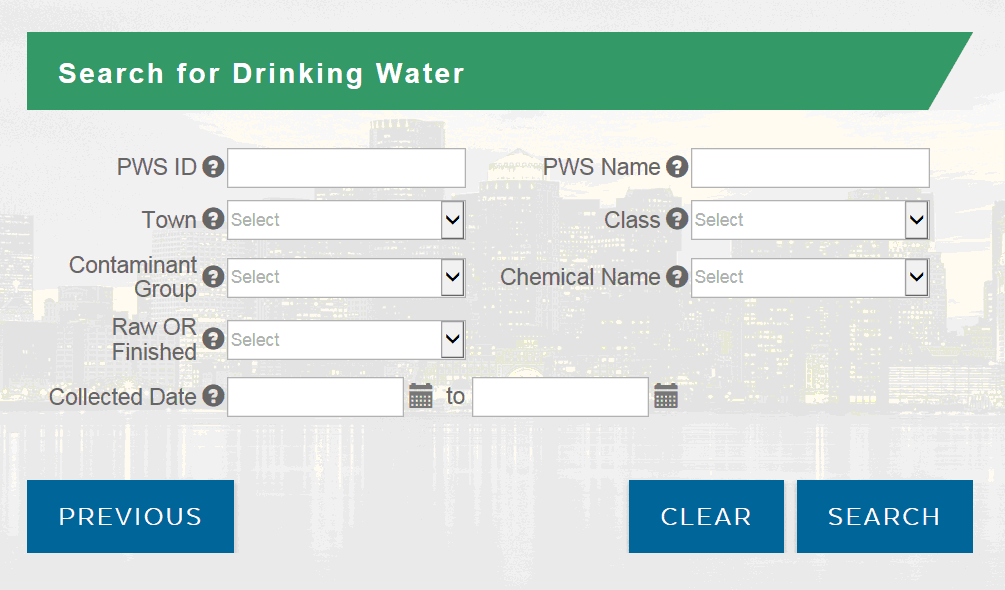 Search for Drinking Water
PWS ID ?
PWS Name ?
Town ? Select
Class ? Select
Contaminant
Group ? Select
Chemical Name ? Select
Raw OR
Finished ? Select
Collected Date ? to
PREVIOUS
CLEAR
SEARCH